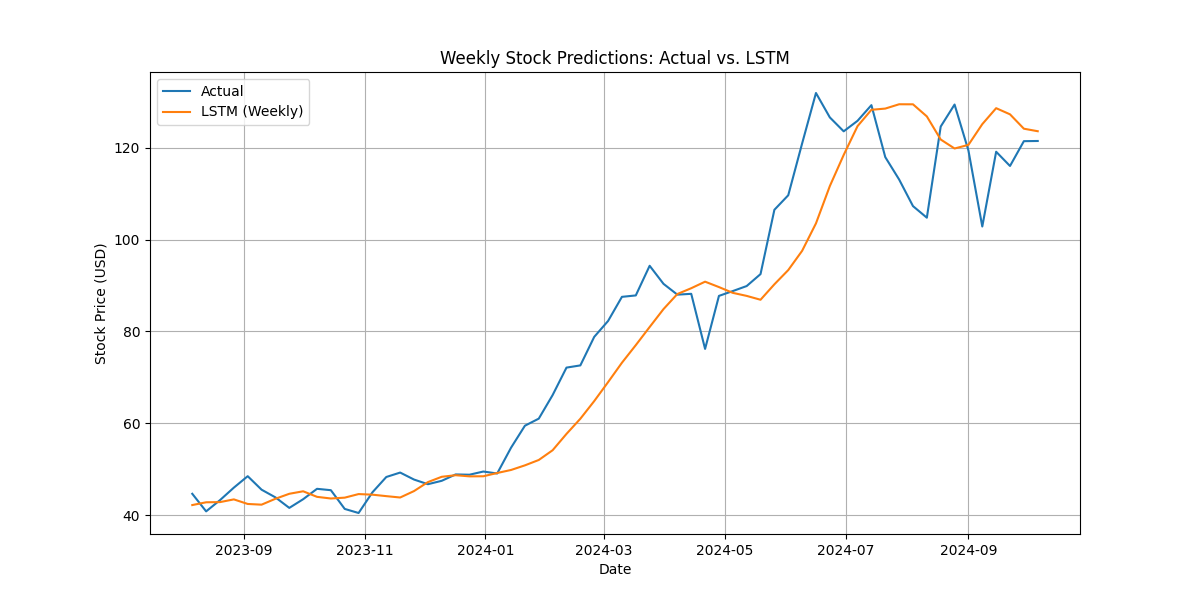 Weekly Stock Predictions: Actual vs. LSTM
Actual
LSTM (Weekly)
Stock Price (USD)
120
100
80
60
40
2023-09 2023-11 2024-01 2024-03 2024-05 2024-07 2024-09
Date